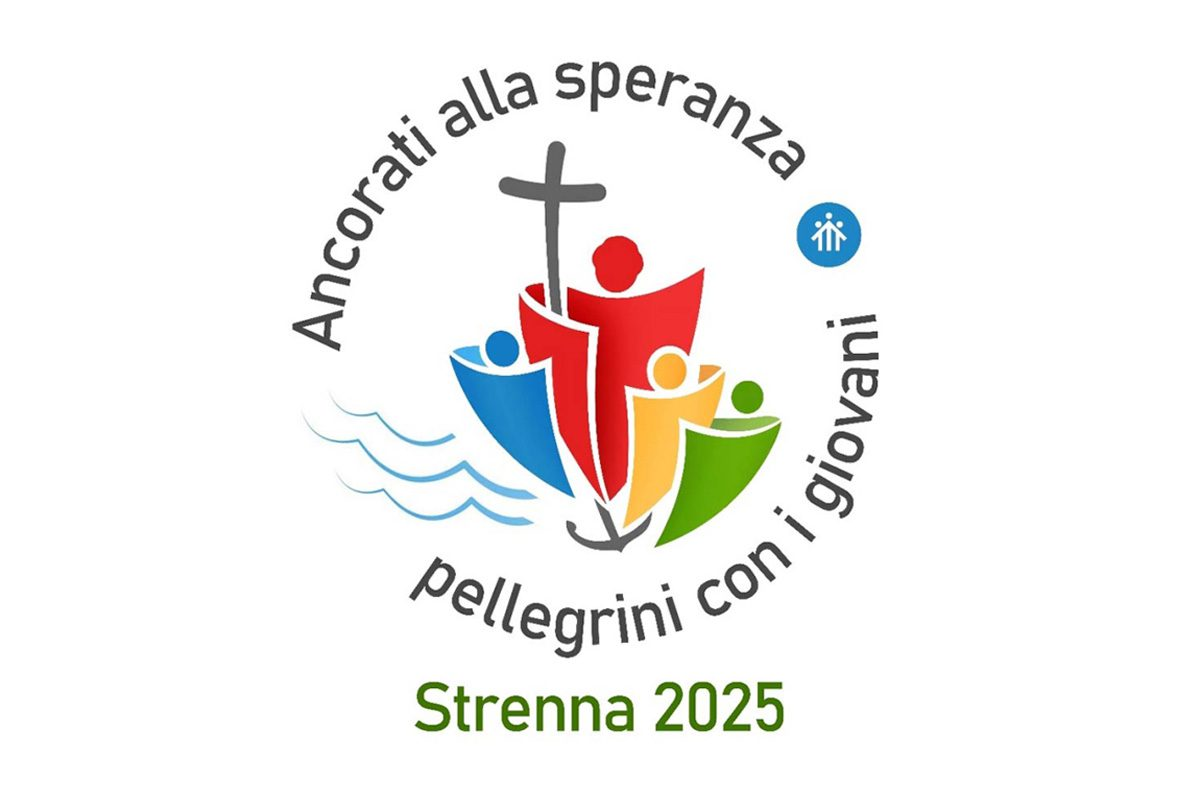 Ancorati alla speranza
pellegrini con i giovani
Strenna 2025